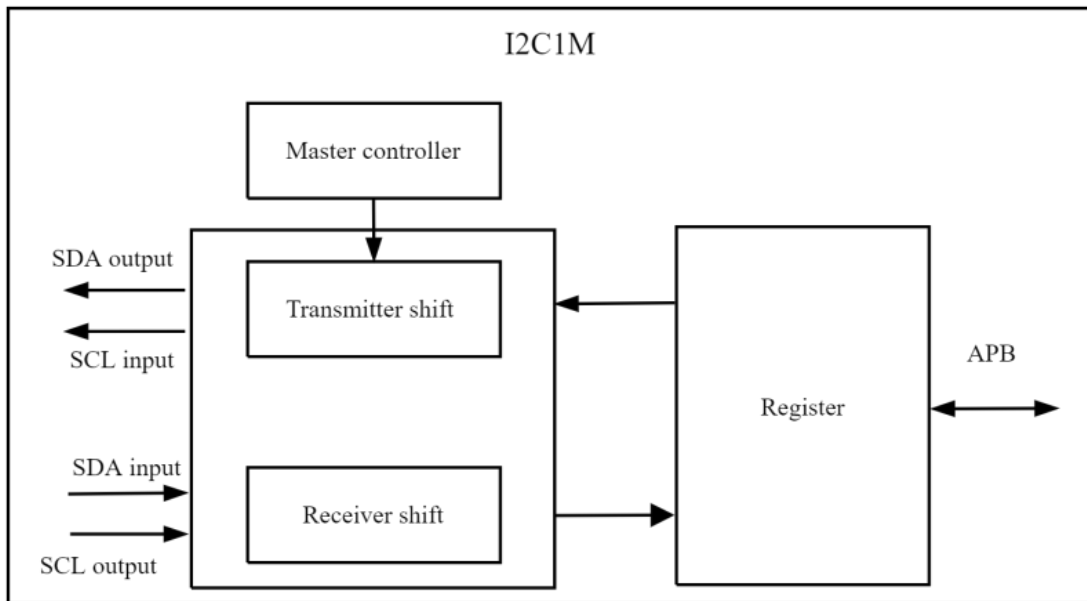 I2C1M
Master controller
SDA output
Transmitter shift
SCL input
APB
Register
SDA input
Receiver shift
SCL output